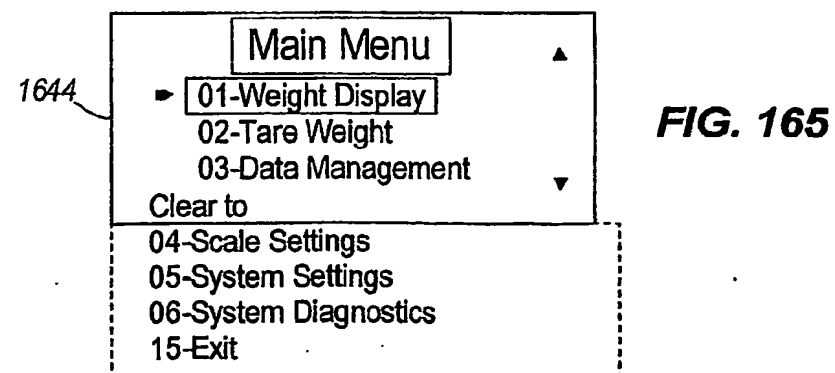 Main Menu
1644
01-Weight Display
02-Tare Weight
03-Data Management
Clear to
04-Scale Settings
05-System Settings
06-System Diagnostics
15-Exit
FIG. 165